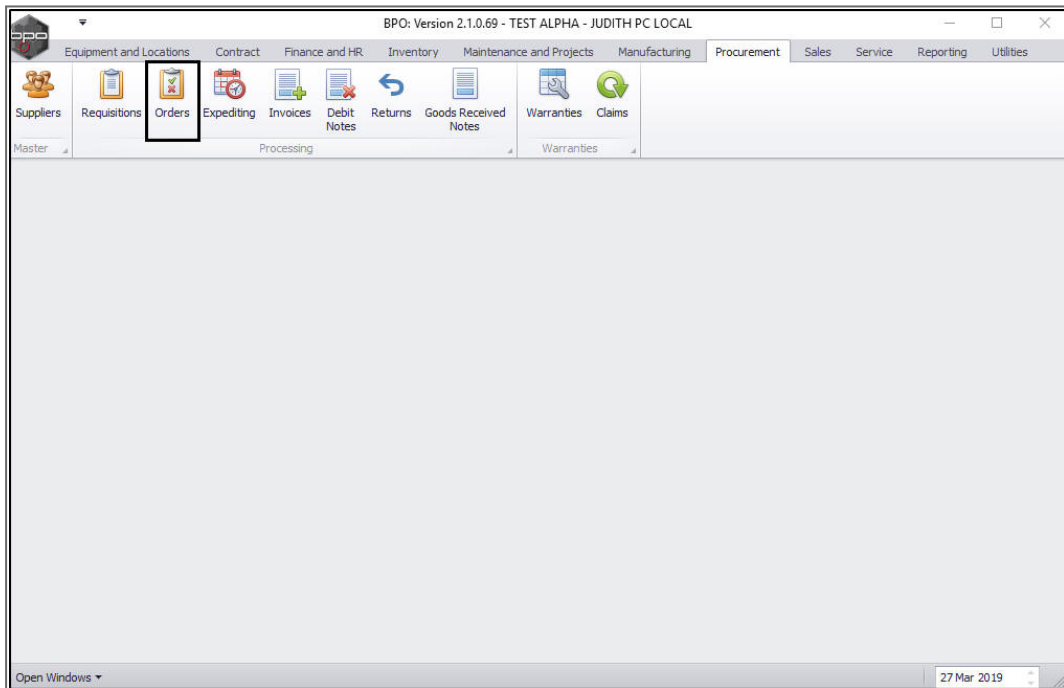 BPO: Version 2.1.0.69 - TEST ALPHA - JUDITH PC LOCAL
bpo
Equipment and Locations Contract Finance and HR Inventory Maintenance and Projects Manufacturing Procurement Sales Service Reporting Utilities
Suppliers Requisitions Orders Expediting Invoices Debit Notes Returns Goods Received Notes Warranties Claims
Master Processing Warranties
Open Windows 27 Mar 2019